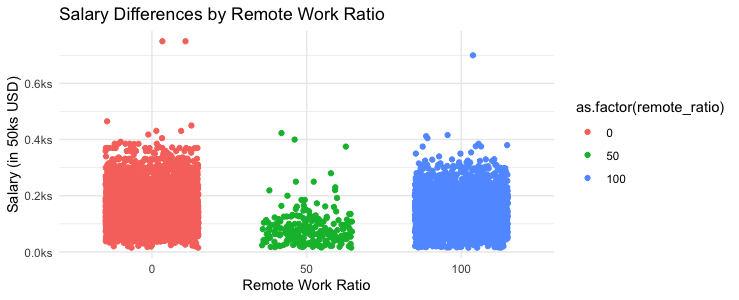 Salary Differences by Remote Work Ratio
Salary (in 50ks USD)
0.6ks
0.4ks
0.2ks
0.0ks
0
50
100
Remote Work Ratio
as.factor(remote_ratio)
0
50
100